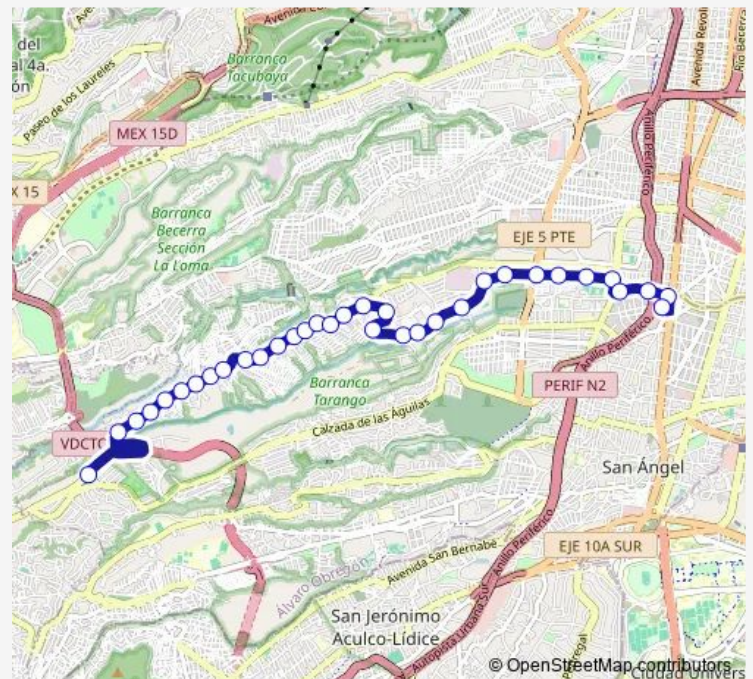 Avenida
del
al 4a.
ón
Paseo de los Laureles
Barranca
Tacubaya
Avenida Revol
Río Becerra
MEX 15D
Anillo Periférico
X 15
Barranca
Becerra
Sección
La Loma
EJE 5 PTE
Anillo Periférico
Barranca
Tarango
PERIF N2
Calzada de las Águilas
VDCTC
San Ángel
Avenida San Bernabé
Anillo Periférico
EJE 10A SUR
Álvaro Obregón
San Jerónimo
Aculco-Lídice
Autopista Urbana Sur
© OpenStreetMap contributors
Ciudad Univers